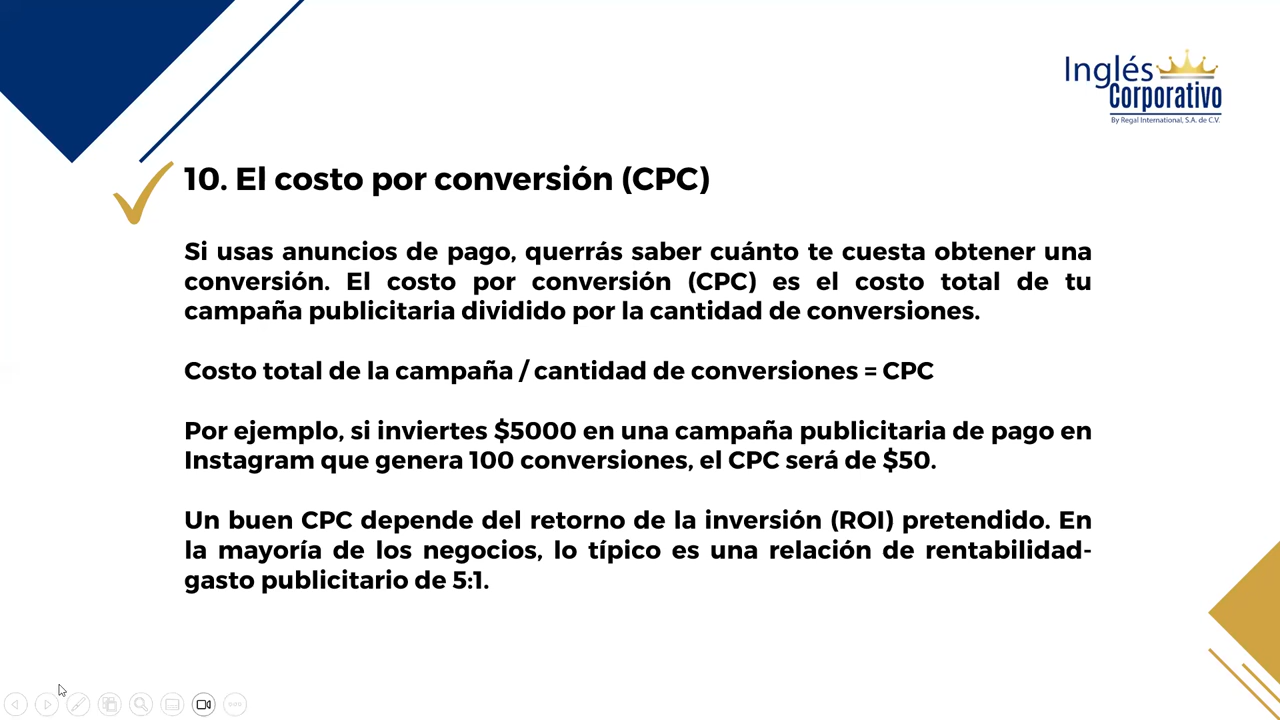 Inglés
Corporativo
By Regal International, S.A. de C.V.
10. El costo por conversión (CPC)
Si usas anuncios de pago, querrás saber cuánto te cuesta obtener una
conversión. El costo por conversión (CPC) es el costo total de tu
campaña publicitaria dividido por la cantidad de conversiones.
Costo total de la campaña / cantidad de conversiones = CPC
Por ejemplo, si inviertes $5000 en una campaña publicitaria de pago en
Instagram que genera 100 conversiones, el CPC será de $50.
Un buen CPC depende del retorno de la inversión (ROI) pretendido. En
la mayoría de los negocios, lo típico es una relación de rentabilidad-
gasto publicitario de 5:1.